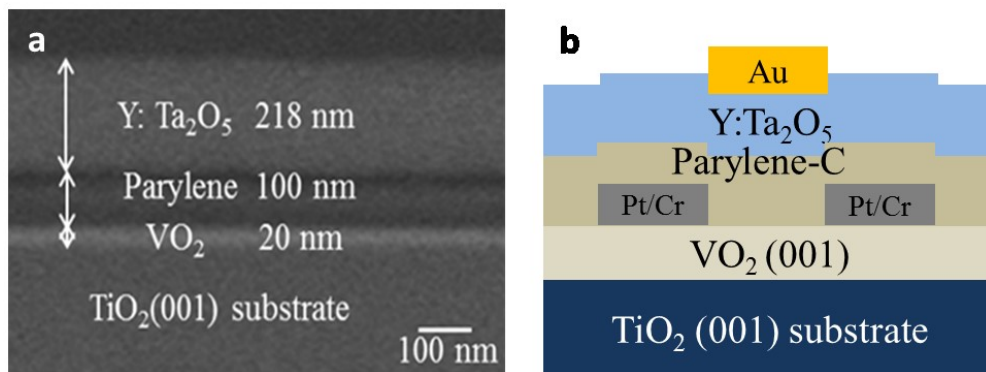 a
Y: Ta₂O₅ 218 nm
Parylene 100 nm
VO₂ 20 nm
TiO₂(001) substrate
100 nm
b
Au
Y:Ta₂O₅
Parylene-C
Pt/Cr Pt/Cr
VO₂ (001)
TiO₂ (001) substrate